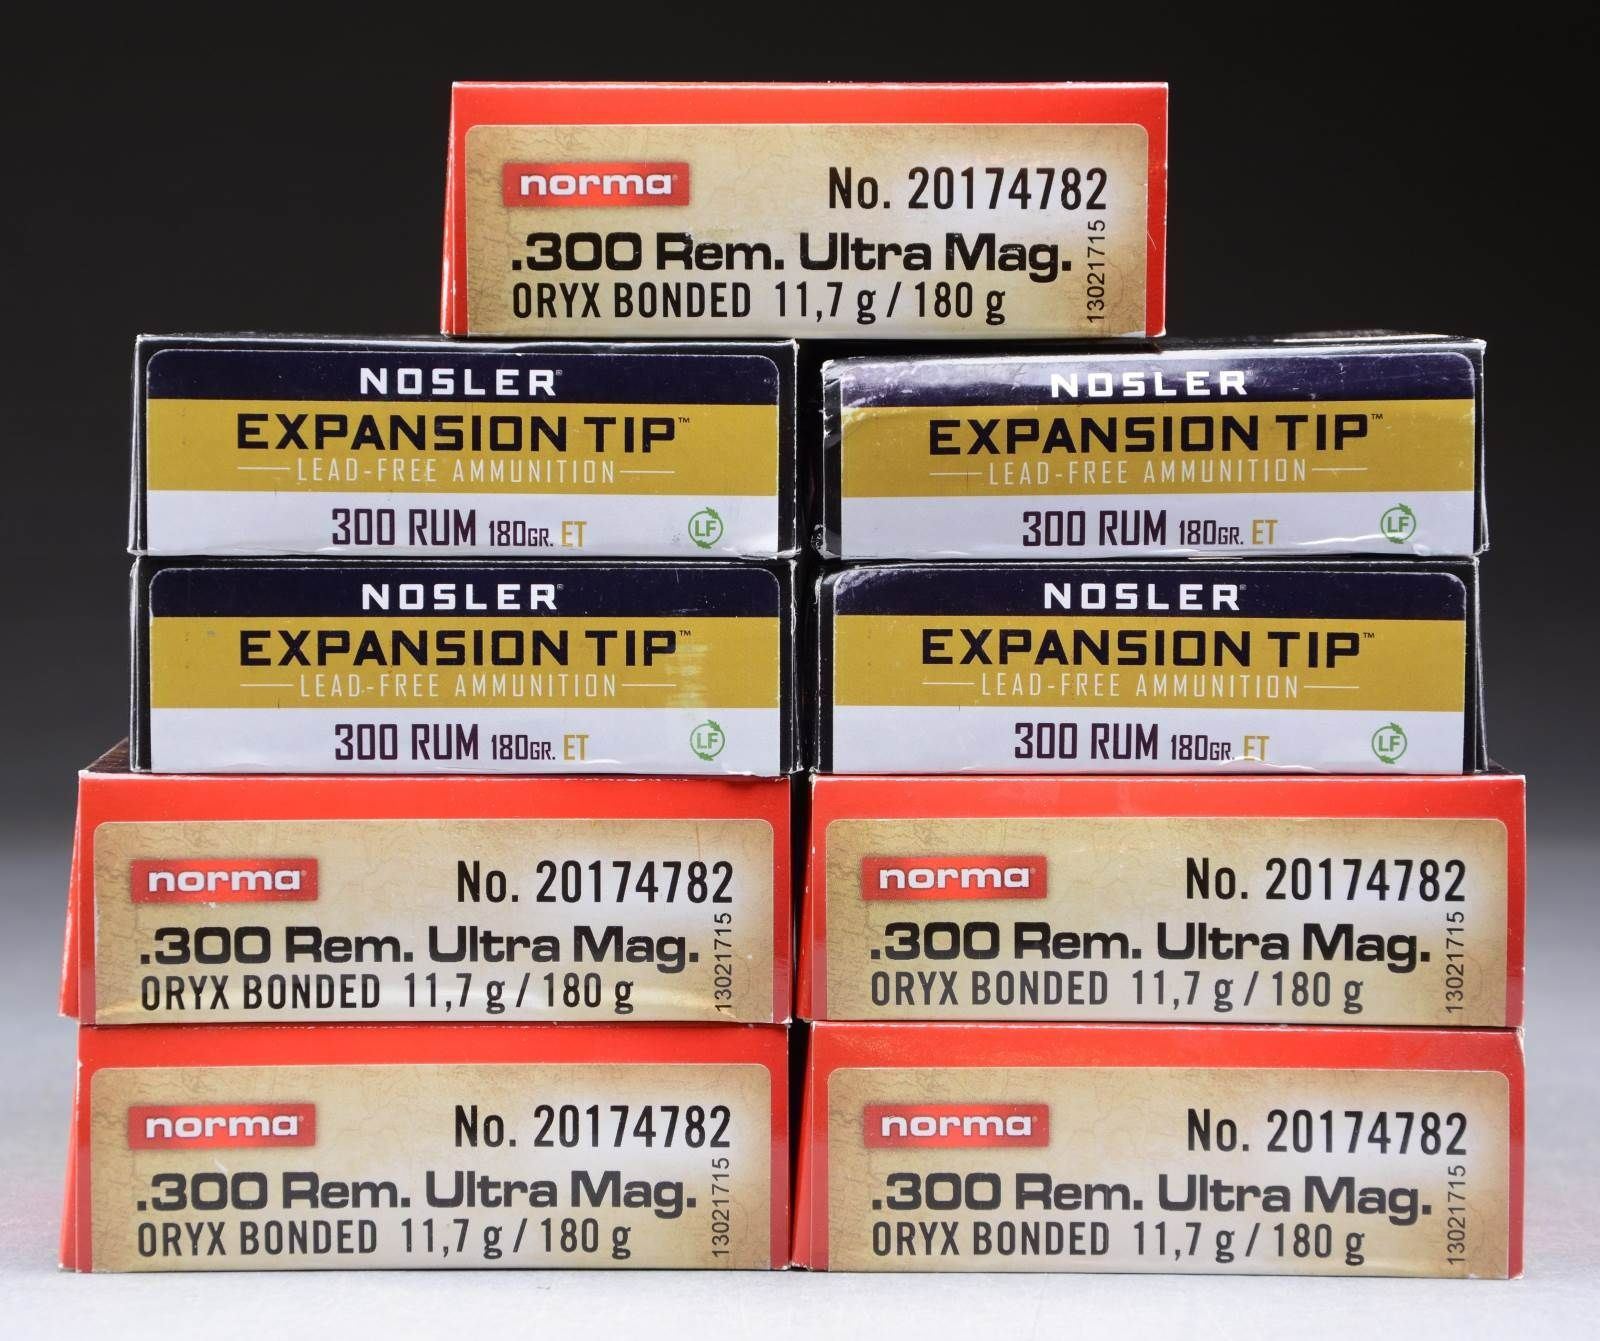 norma
No. 20174782
.300 Rem. Ultra Mag.
ORYX BONDED 11,7 g / 180 g
13021715
NOSLER®
EXPANSION TIP™
LEAD-FREE AMMUNITION
300 RUM 180GR. ET
LF
NOSLER®
EXPANSION TIP™
LEAD-FREE AMMUNITION
300 RUM 180GR. ET
LF
NOSLER®
EXPANSION TIP™
LEAD-FREE AMMUNITION
300 RUM 180GR. ET
LF
NOSLER®
EXPANSION TIP™
LEAD-FREE AMMUNITION
300 RUM 180GR. ET
LF
norma
No. 20174782
.300 Rem. Ultra Mag.
ORYX BONDED 11,7 g / 180 g
13021715
norma
No. 20174782
.300 Rem. Ultra Mag.
ORYX BONDED 11,7 g / 180 g
13021715
norma
No. 20174782
.300 Rem. Ultra Mag.
ORYX BONDED 11,7 g / 180 g
13021715
norma
No. 20174782
.300 Rem. Ultra Mag.
ORYX BONDED 11,7 g / 180 g
13021715